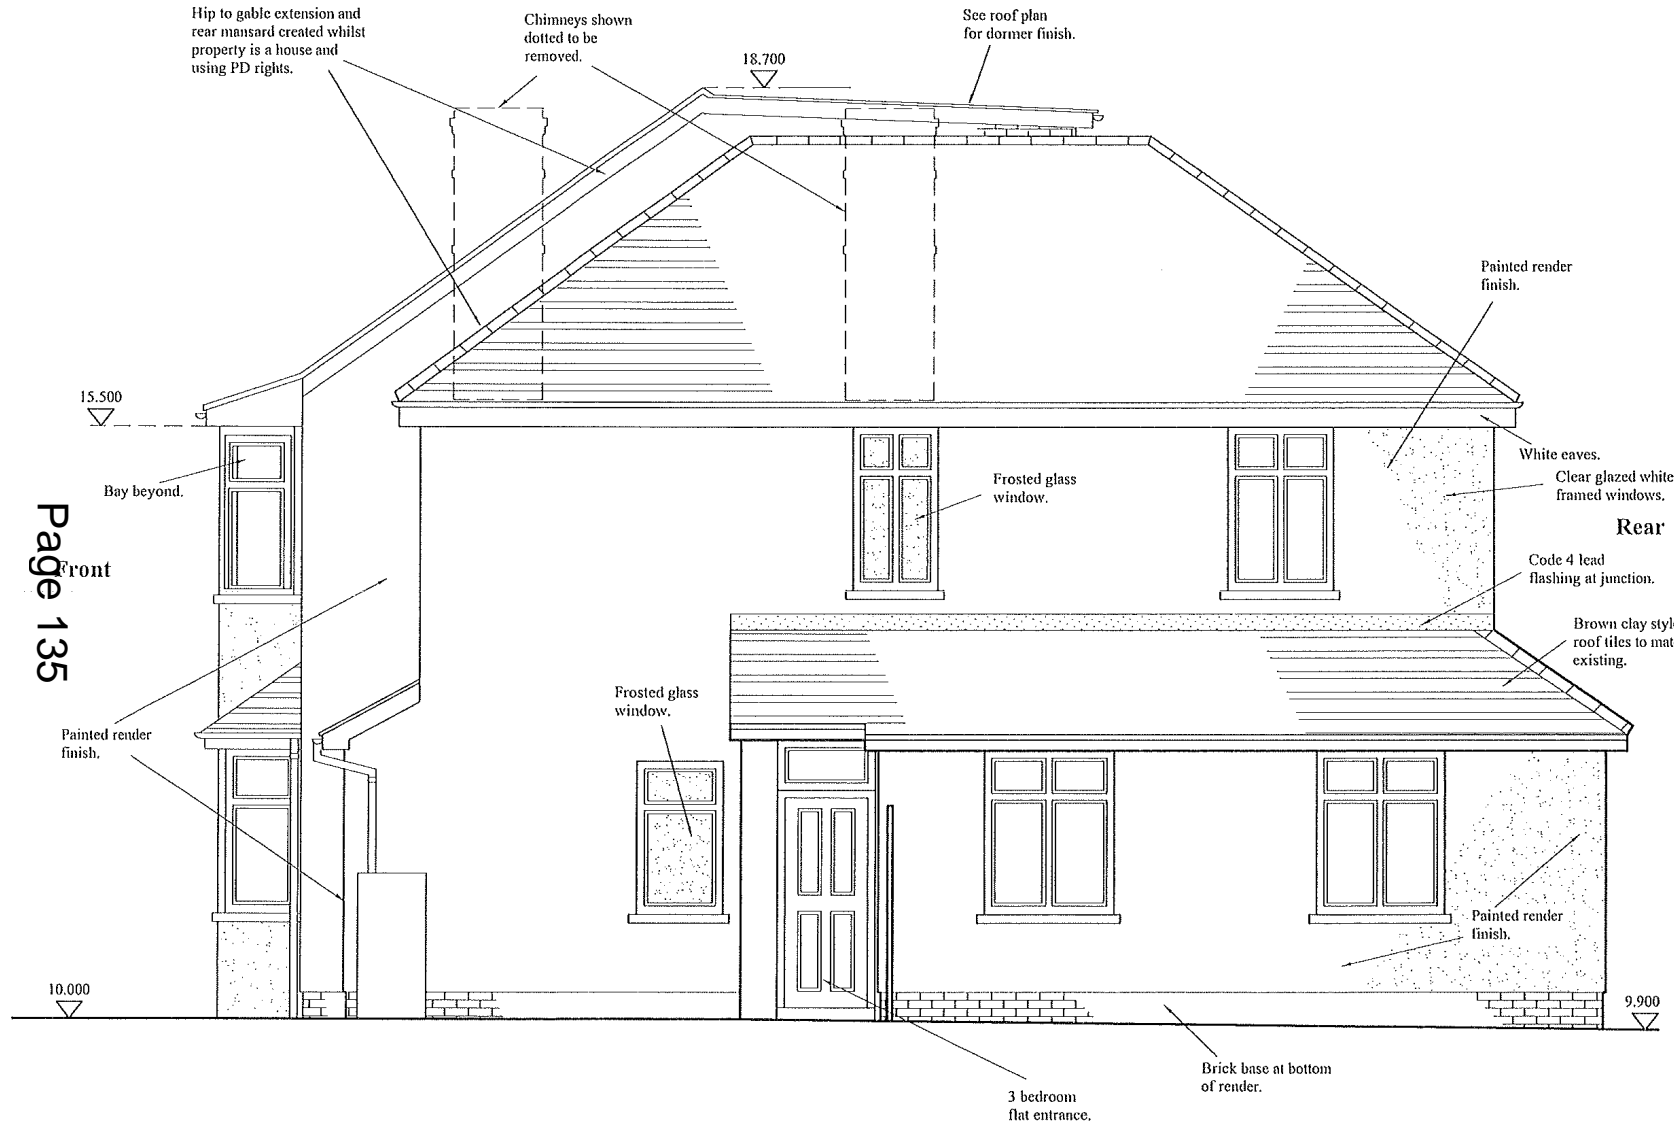 Hip to gable extension and
rear mansard created whilst
property is a house and
using PD rights.
Chimneys shown
dotted to be
removed.
See roof plan
for dormer finish.
18.700
Painted render
finish.
15.500
Bay beyond.
Frosted glass
window.
White eaves.
Clear glazed white
framed windows.
Rear
Page 135
Front
Code 4 lead
flashing at junction.
Brown clay styl
roof tiles to mat
existing.
Frosted glass
window.
Painted render
finish.
Painted render
finish.
10.000
9.900
Brick base at bottom
of render.
3 bedroom
flat entrance.